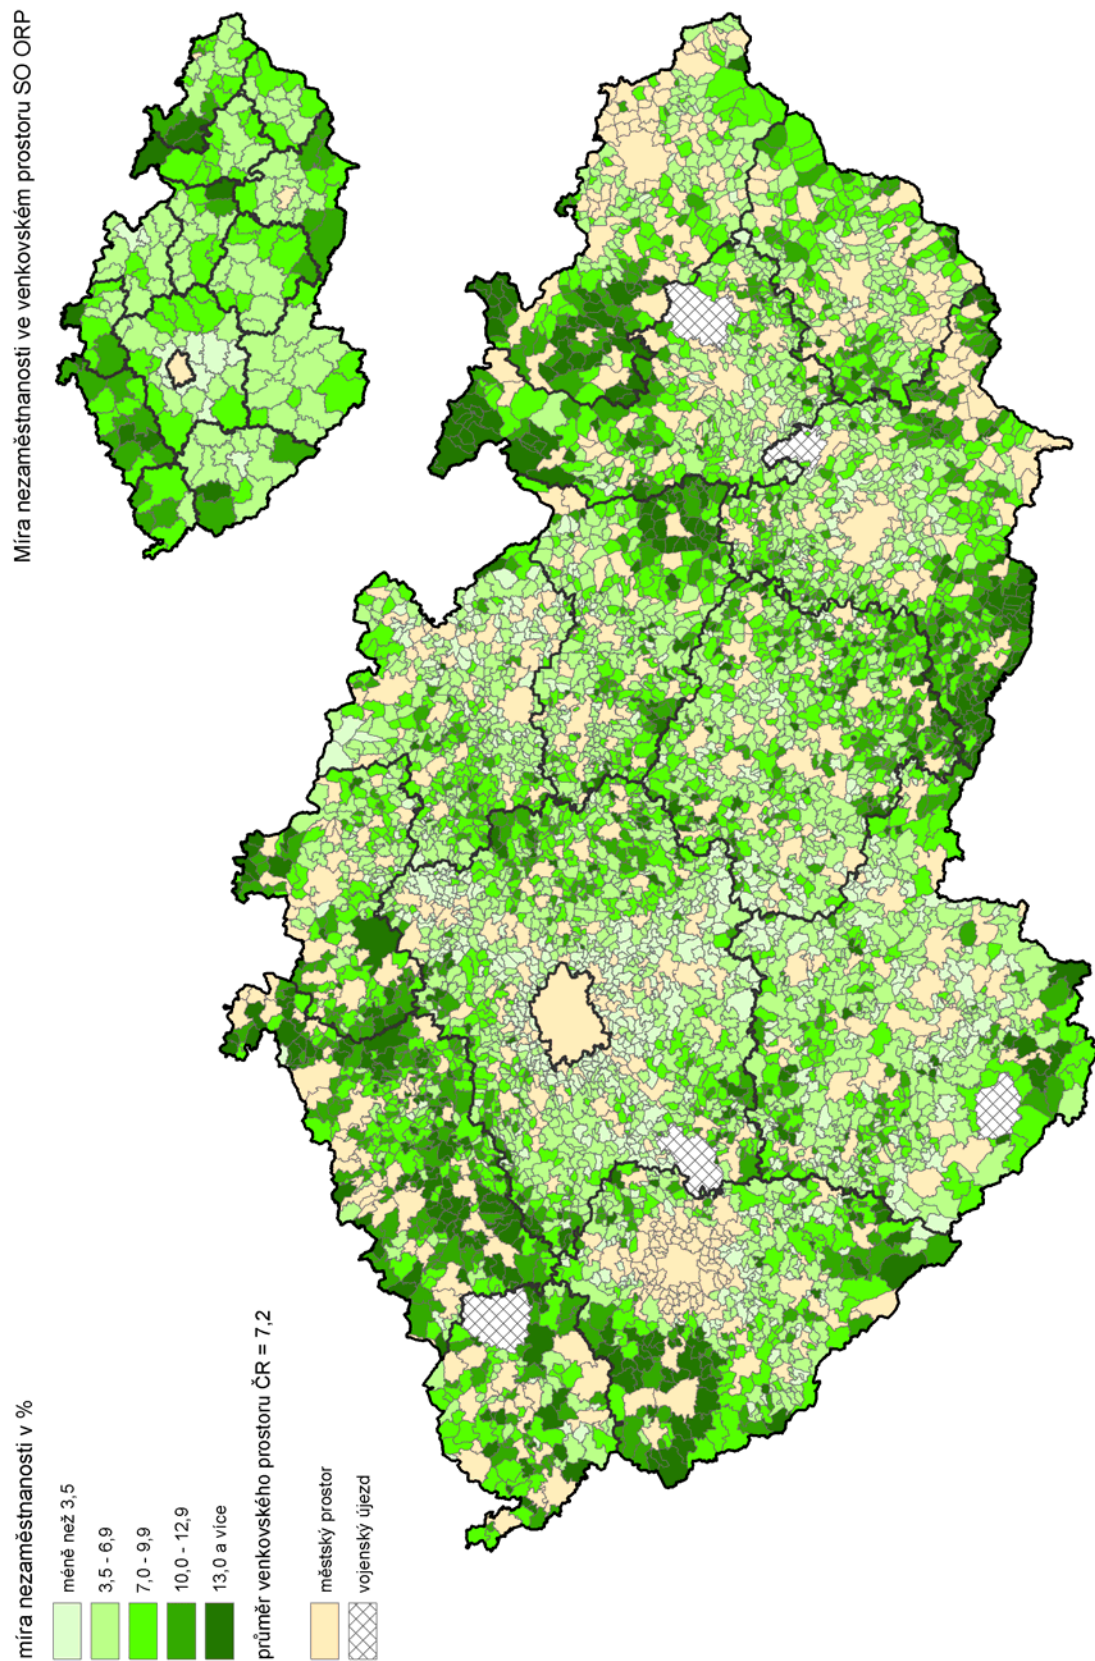 Míra nezaměstnanosti ve venkovském prostoru SO ORP
míra nezaměstnanosti v %
méně než 3,5
3,5 - 6,9
7,0 - 9,9
10,0 - 12,9
13,0 a více
průměr venkovského prostoru ČR = 7,2
městský prostor
vojenský újezd